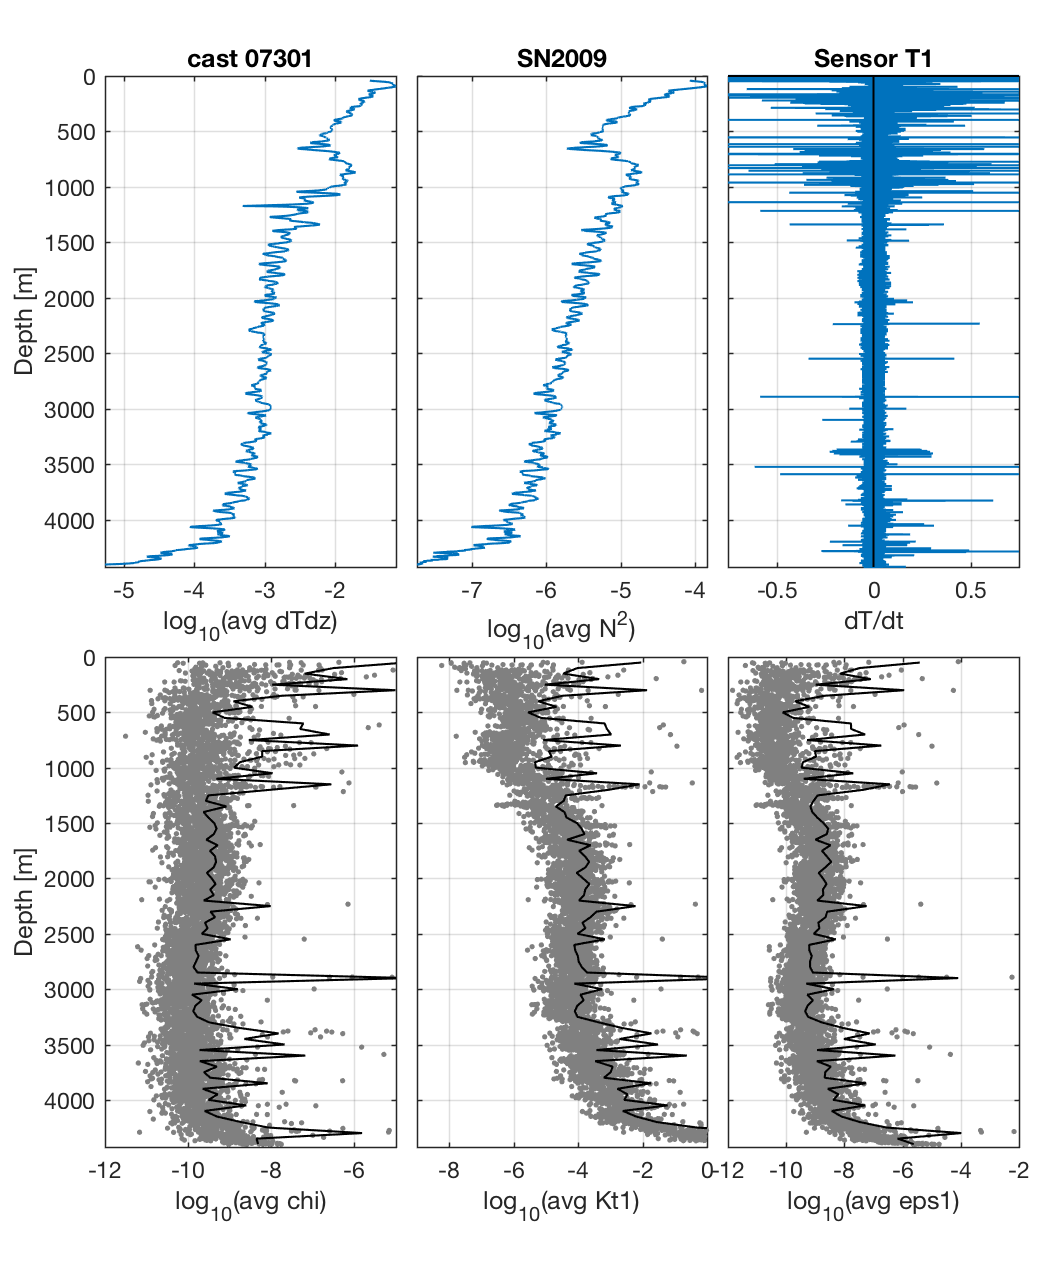 cast 07301 SN2009 Sensor T1
0
500
1000
1500
2000
2500
3000
3500
4000
Depth [m]
-5 -4 -3 -2 -7 -6 -5 -4 -0.5 0 0.5
log10(avg dTdz) log10(avg N2) dT/dt
0
500
1000
1500
2000
2500
3000
3500
4000
Depth [m]
-12 -10 -8 -6 -8 -6 -4 -2 0 -12 -10 -8 -6 -4 -2
log10(avg chi) log10(avg Kt1) log10(avg eps1)